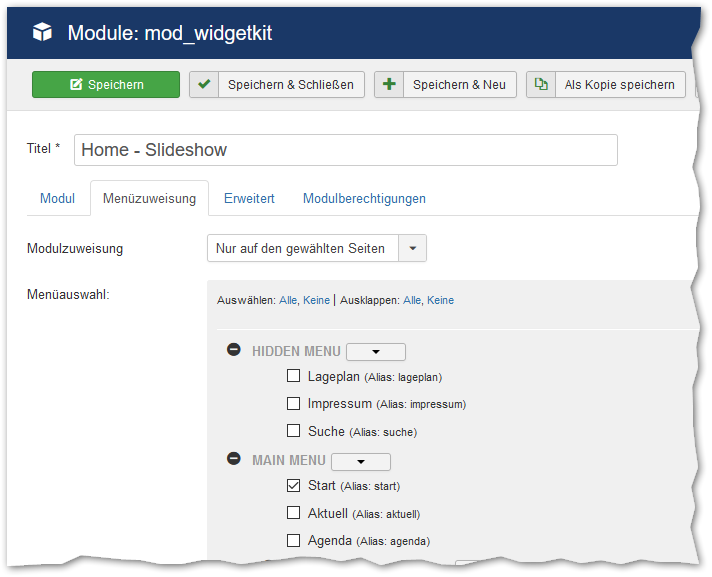 Module: mod_widgetkit
Speichern
Speichern & Schließen
Speichern & Neu
Als Kopie speichern
Titel *
Home - Slideshow
Modul
Menüzuweisung
Erweitert
Modulberechtigungen
Modulzuweisung
Nur auf den gewählten Seiten
Menüauswahl:
Auswählen: Alle, Keine | Ausklappen: Alle, Keine
HIDDEN MENU
Lageplan (Alias: lageplan)
Impressum (Alias: impressum)
Suche (Alias: suche)
MAIN MENU
Start (Alias: start)
Aktuell (Alias: aktuell)
Agenda (Alias: agenda)